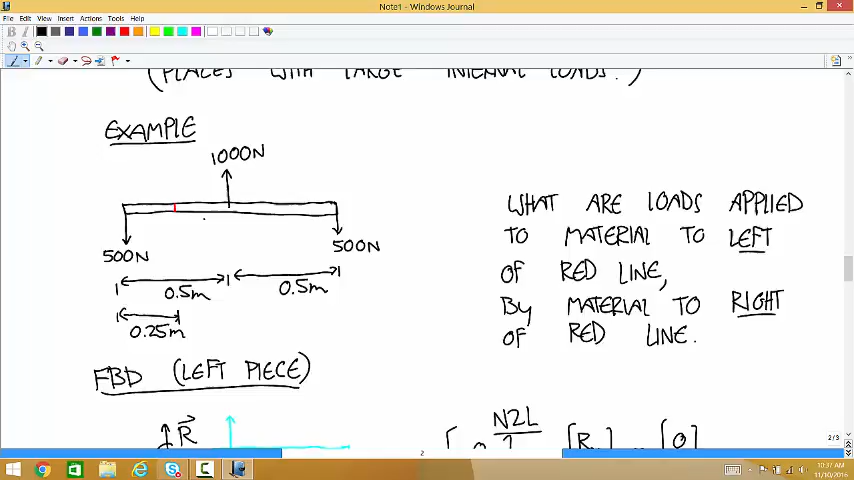 Note1 - Windows Journal
File Edit View Insert Actions Tools Help
(PLACES WITH LARGE INTERNAL LOADS.)
EXAMPLE
1000N
500N
500N
0.5m
0.5m
0.25m
WHAT ARE LOADS APPLIED
TO MATERIAL TO LEFT
OF RED LINE,
BY MATERIAL TO RIGHT
OF RED LINE.
FBD (LEFT PIECE)
R
N2L
0
2/3
2
10:37 AM
11/10/2016